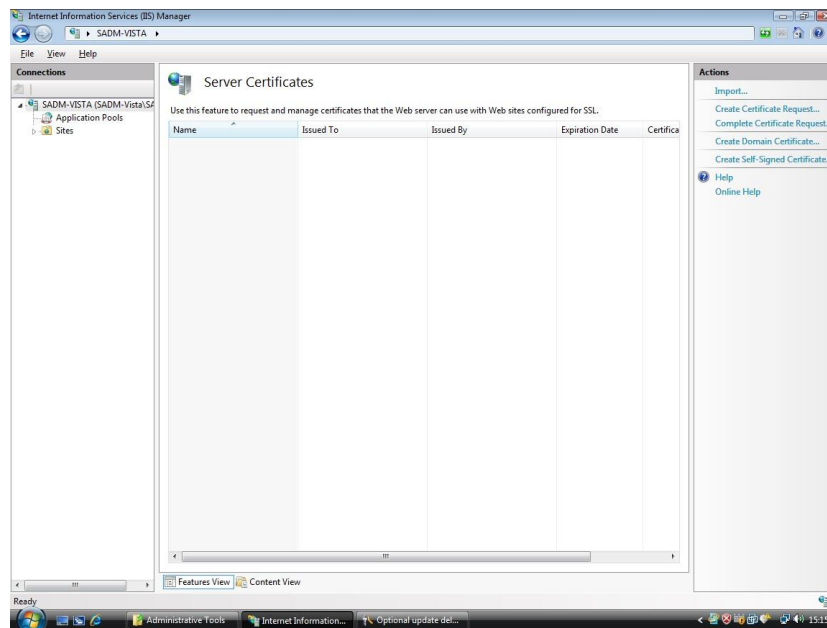 Internet Information Services (IIS) Manager
SADM-VISTA
File View Help
Connections
SADM-VISTA (SADM-Vista\SA
Application Pools
Sites
Server Certificates
Use this feature to request and manage certificates that the Web server can use with Web sites configured for SSL.
Name Issued To Issued By Expiration Date Certifica
Features View Content View
Actions
Import...
Create Certificate Request...
Complete Certificate Request.
Create Domain Certificate...
Create Self-Signed Certificate.
Help
Online Help
Ready
Administrative Tools Internet Information... Optional update del... 15:15